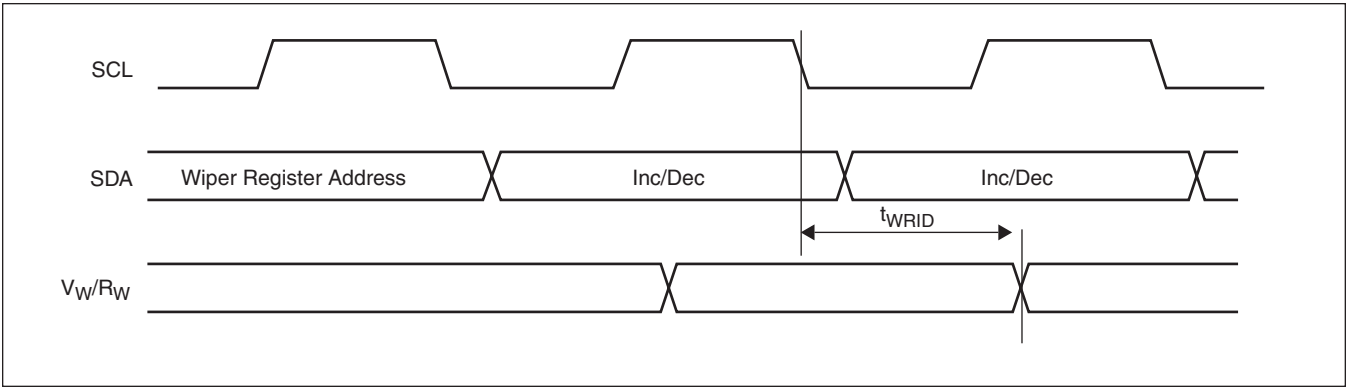 SCL
SDA Wiper Register Address Inc/Dec Inc/Dec
tWRID
VW/RW